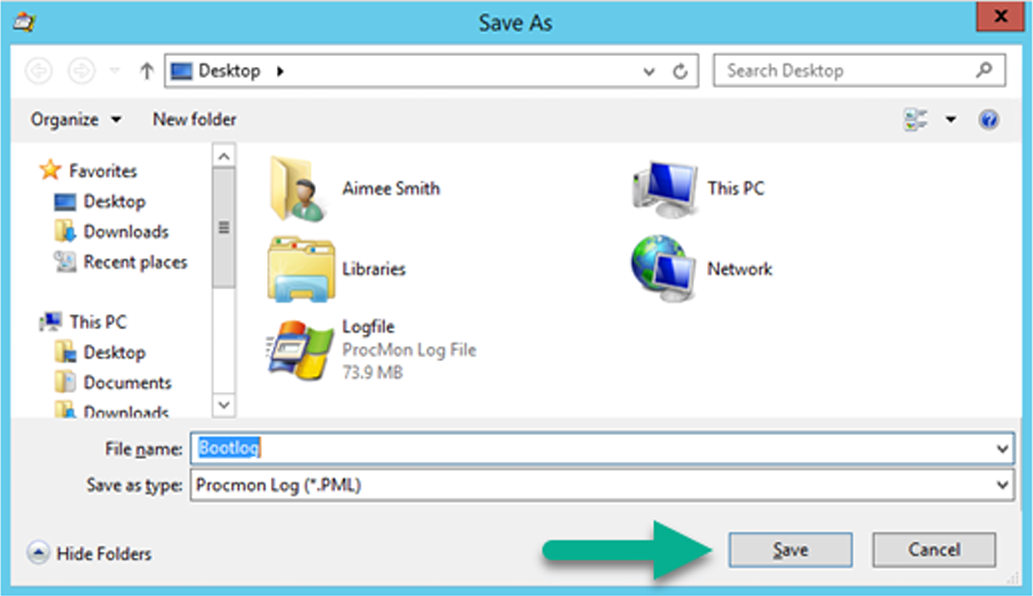 Save As
x
Desktop
Search Desktop
Organize
New folder
Favorites
Desktop
Downloads
Recent places
This PC
Desktop
Documents
Downloads
Aimee Smith
This PC
Libraries
Network
Logfile
ProcMon Log File
73.9 MB
File name: Bootlog
Save as type: Procmon Log (*.PML)
Hide Folders
Save
Cancel